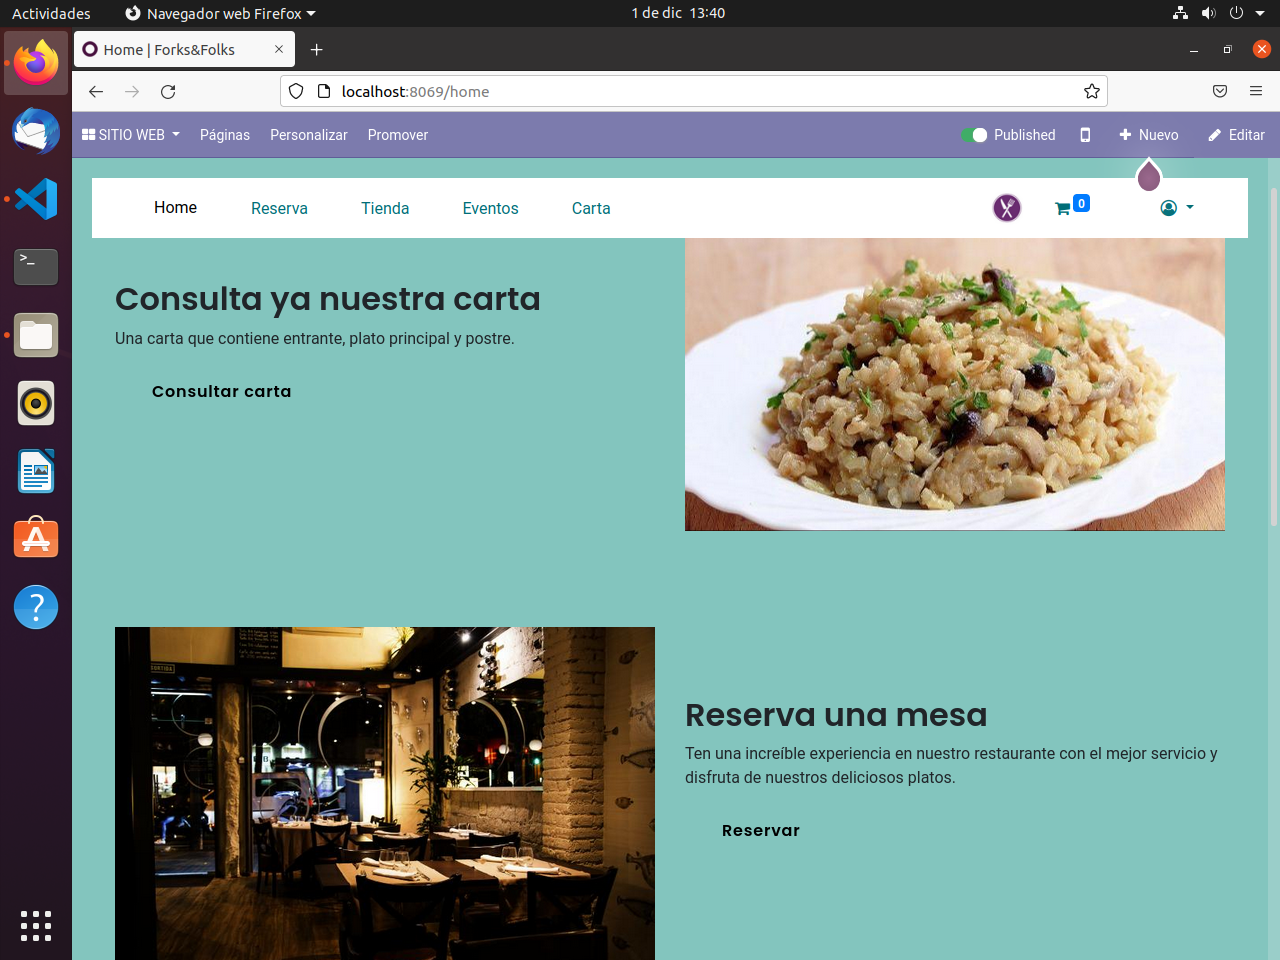 Actividades
Navegador web Firefox
1 de dic 13:40
Home | Forks&Folks
localhost:8069/home
SITIO WEB
Páginas
Personalizar
Promover
Published
Nuevo
Editar
Home
Reserva
Tienda
Eventos
Carta
0
Consulta ya nuestra carta
Una carta que contiene entrante, plato principal y postre.
Consultar carta
Reserva una mesa
Ten una increíble experiencia en nuestro restaurante con el mejor servicio y
disfruta de nuestros deliciosos platos.
Reservar